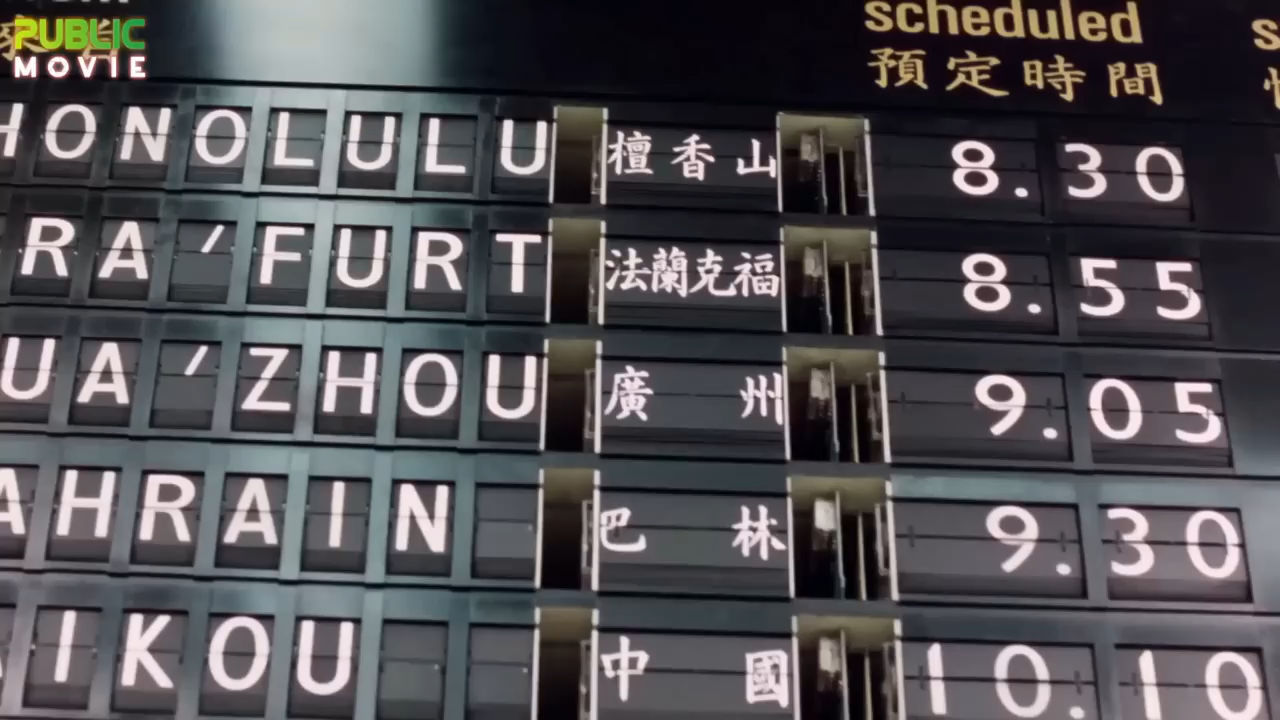 PUBLIC
MOVIE
scheduled
預定時間
HONOLULU 檀香山 8.30
RA'FURT 法蘭克福 8.55
UA'ZHOU 廣州 9.05
AHRAIN 巴林 9.30
AIKOU 中國 10.10